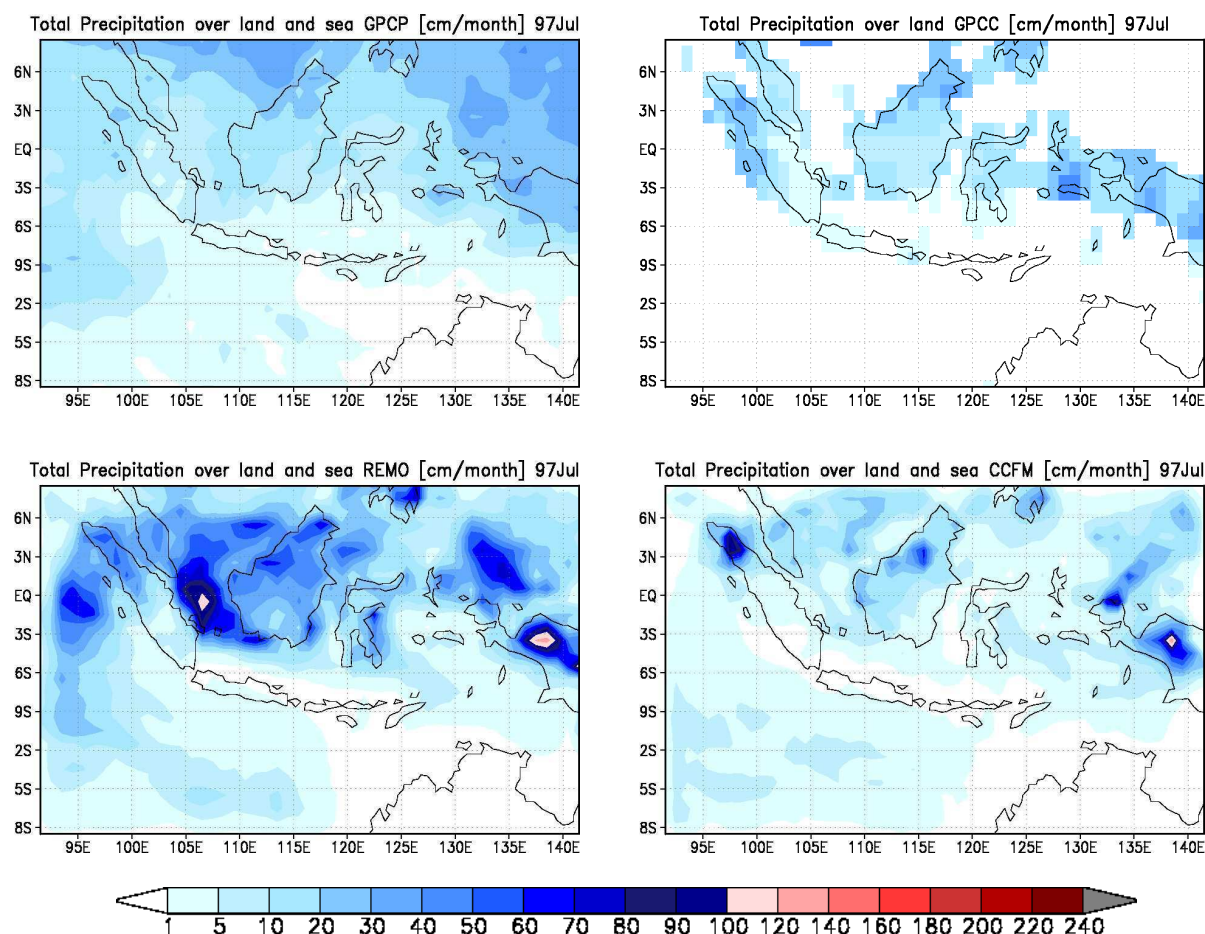 Total Precipitation over land and sea GPCP [cm/month] 97Jul
6N
3N
EQ
3S
6S
9S
2S
5S
8S
95E 100E 105E 110E 115E 120E 125E 130E 135E 140E
Total Precipitation over land GPCC [cm/month] 97Jul
6N
3N
EQ
3S
6S
9S
2S
5S
8S
95E 100E 105E 110E 115E 120E 125E 130E 135E 140E
Total Precipitation over land and sea REMO [cm/month] 97Jul
6N
3N
EQ
3S
6S
9S
2S
5S
8S
95E 100E 105E 110E 115E 120E 125E 130E 135E 140E
Total Precipitation over land and sea CCFM [cm/month] 97Jul
6N
3N
EQ
3S
6S
9S
2S
5S
8S
95E 100E 105E 110E 115E 120E 125E 130E 135E 140E
1 5 10 20 30 40 50 60 70 80 90 100 120 140 160 180 200 220 240